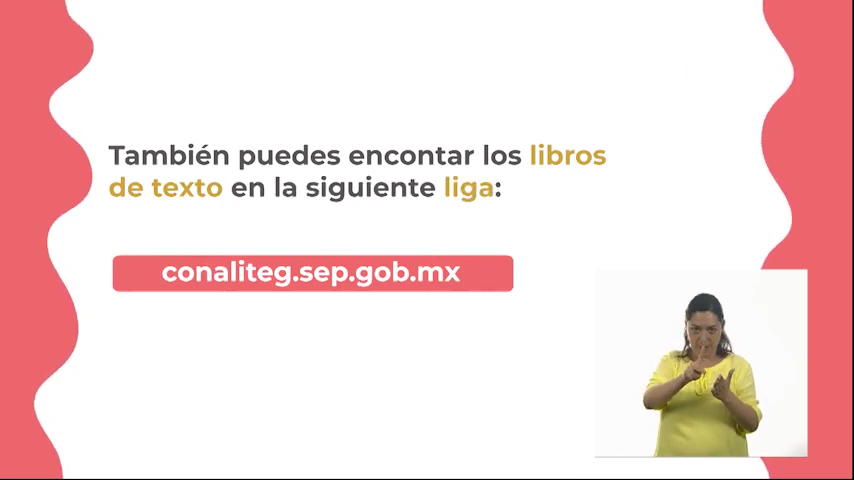 También puedes encontar los libros
de texto en la siguiente liga:
conaliteg.sep.gob.mx